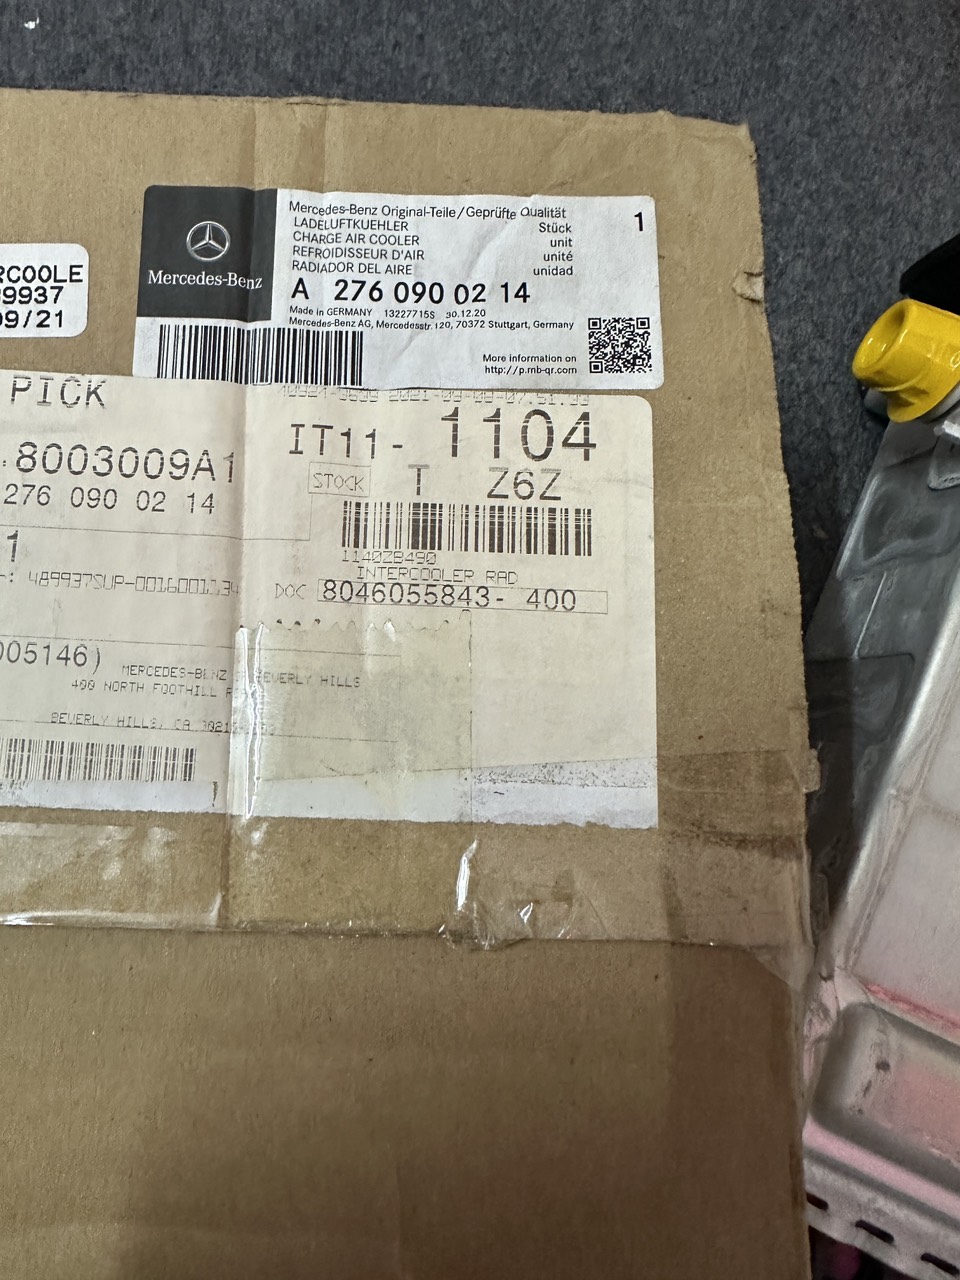 Mercedes-Benz
Mercedes-Benz Original-Teile/Geprüfte Qualität
LADELUFTKUEHLER Stück 1
CHARGE AIR COOLER unit
REFROIDISSEUR D'AIR unité
RADIADOR DEL AIRE unidad
A 276 090 02 14
Made in GERMANY 13227715S 30.12.20
Mercedes-Benz AG, Mercedesstr. 120, 70372 Stuttgart, Germany
More information on
http://p.mb-qr.com
RCOOLE
9937
09/21
PICK
8003009A1
276 090 02 14
1
IT11- 1104
STOCK T Z6Z
1140ZB490
INTERCOOLER RAD
DOC 8046055843- 400
489937SUP-0016001134
005146)
MERCEDES-BENZ BEVERLY HILLS
400 NORTH FOOTHILL
BEVERLY HILLS, CA